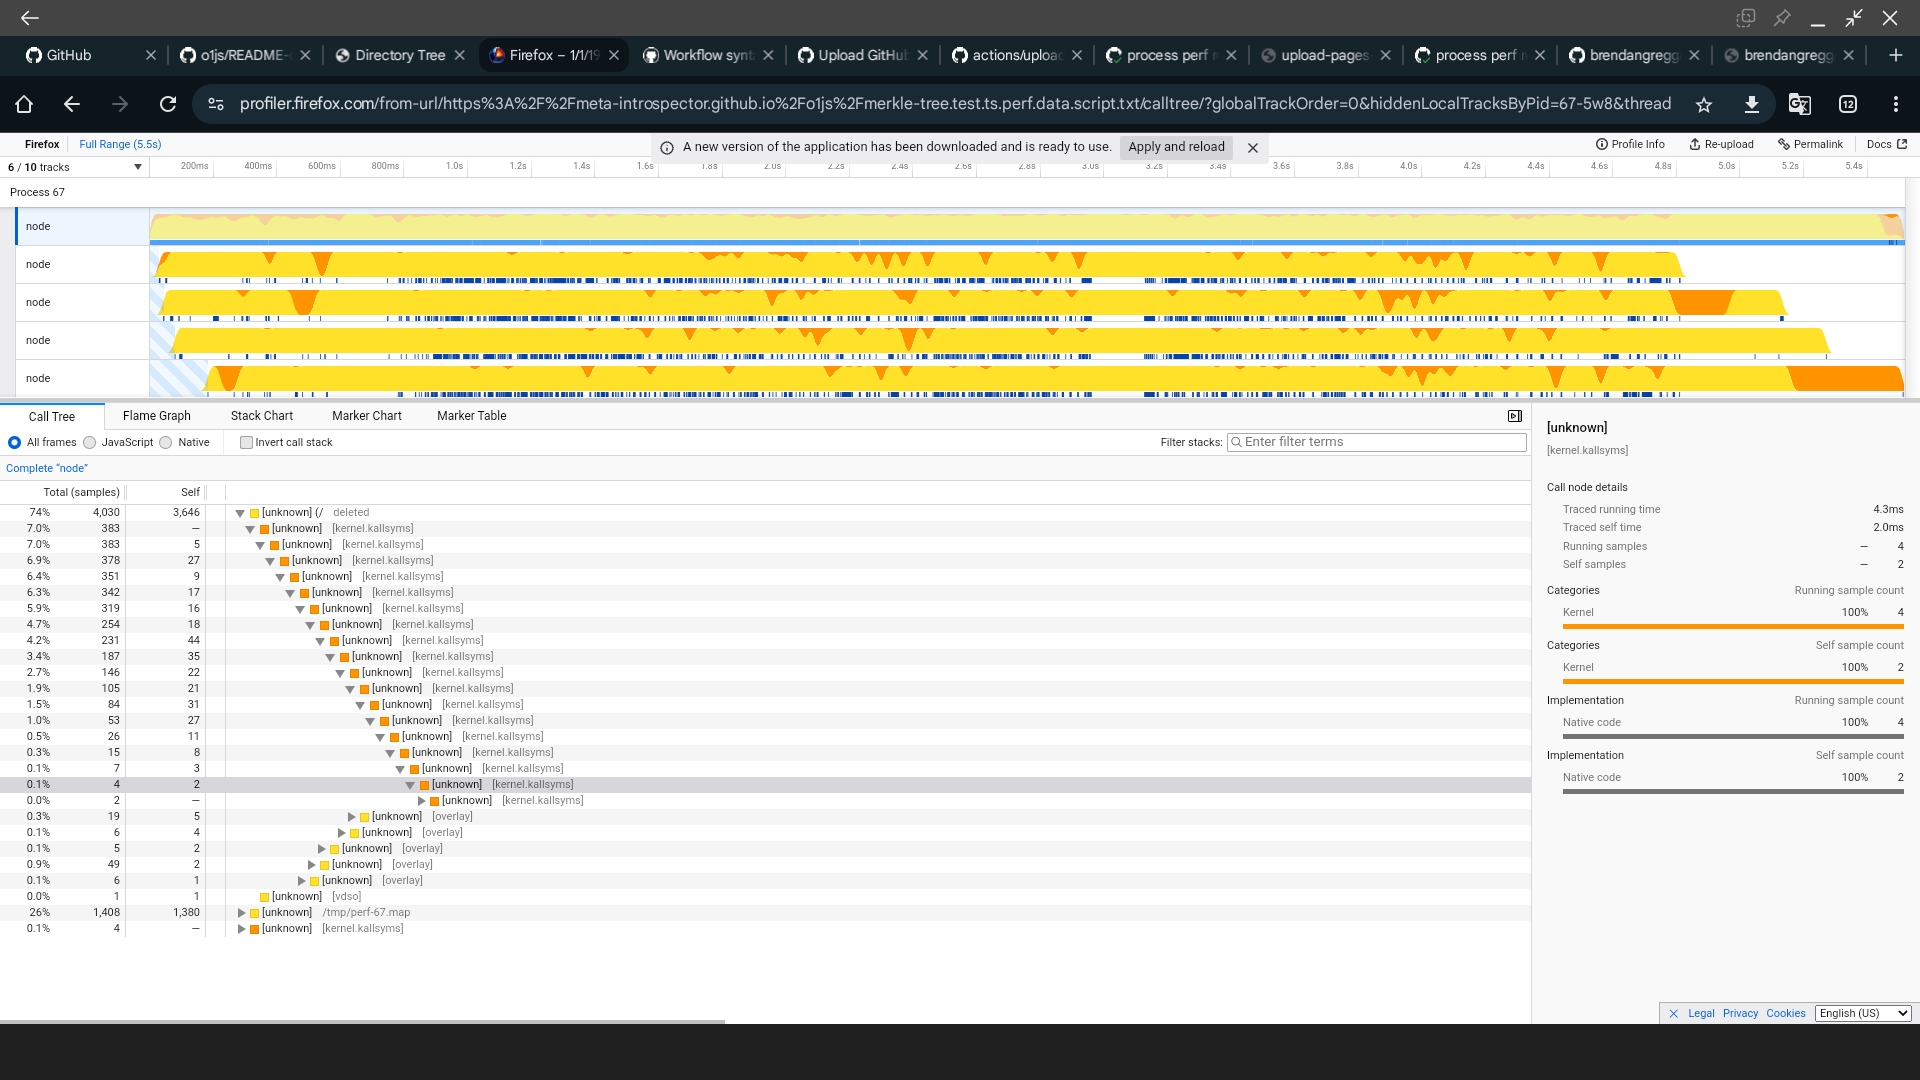 GitHub
o1js/README-
Directory Tree
Firefox – 1/1/19
Workflow synt
Upload GitHub
actions/upload
process perf r
upload-pages
process perf r
brendangregg
brendangregg
profiler.firefox.com/from-url/https%3A%2F%2Fmeta-introspector.github.io%2Fo1js%2Fmerkle-tree.test.ts.perf.data.script.txt/calltree/?globalTrackOrder=0&hiddenLocalTracksByPid=67-5w8&thread
12
Firefox
Full Range (5.5s)
A new version of the application has been downloaded and is ready to use.
Apply and reload
Profile Info
Re-upload
Permalink
Docs
6 / 10 tracks
200ms 400ms 600ms 800ms 1.0s 1.2s 1.4s 1.6s 1.8s 2.0s 2.2s 2.4s 2.6s 2.8s 3.0s 3.2s 3.4s 3.6s 3.8s 4.0s 4.2s 4.4s 4.6s 4.8s 5.0s 5.2s 5.4s
Process 67
node
node
node
node
node
Call Tree
Flame Graph
Stack Chart
Marker Chart
Marker Table
All frames
JavaScript
Native
Invert call stack
Filter stacks:
Enter filter terms
Complete “node”
Total (samples) Self
74% 4,030 3,646 [unknown] (/ deleted
7.0% 383 — [unknown] [kernel.kallsyms]
7.0% 383 5 [unknown] [kernel.kallsyms]
6.9% 378 27 [unknown] [kernel.kallsyms]
6.4% 351 9 [unknown] [kernel.kallsyms]
6.3% 342 17 [unknown] [kernel.kallsyms]
5.9% 319 16 [unknown] [kernel.kallsyms]
4.7% 254 18 [unknown] [kernel.kallsyms]
4.2% 231 44 [unknown] [kernel.kallsyms]
3.4% 187 35 [unknown] [kernel.kallsyms]
2.7% 146 22 [unknown] [kernel.kallsyms]
1.9% 105 21 [unknown] [kernel.kallsyms]
1.5% 84 31 [unknown] [kernel.kallsyms]
1.0% 53 27 [unknown] [kernel.kallsyms]
0.5% 26 11 [unknown] [kernel.kallsyms]
0.3% 15 8 [unknown] [kernel.kallsyms]
0.1% 7 3 [unknown] [kernel.kallsyms]
0.1% 4 2 [unknown] [kernel.kallsyms]
0.0% 2 — [unknown] [kernel.kallsyms]
0.3% 19 5 [unknown] [overlay]
0.1% 6 4 [unknown] [overlay]
0.1% 5 2 [unknown] [overlay]
0.9% 49 2 [unknown] [overlay]
0.1% 6 1 [unknown] [overlay]
0.0% 1 1 [unknown] [vdso]
26% 1,408 1,380 [unknown] /tmp/perf-67.map
0.1% 4 — [unknown] [kernel.kallsyms]
[unknown]
[kernel.kallsyms]
Call node details
Traced running time 4.3ms
Traced self time 2.0ms
Running samples — 4
Self samples — 2
Categories Running sample count
Kernel 100% 4
Categories Self sample count
Kernel 100% 2
Implementation Running sample count
Native code 100% 4
Implementation Self sample count
Native code 100% 2
Legal
Privacy
Cookies
English (US)